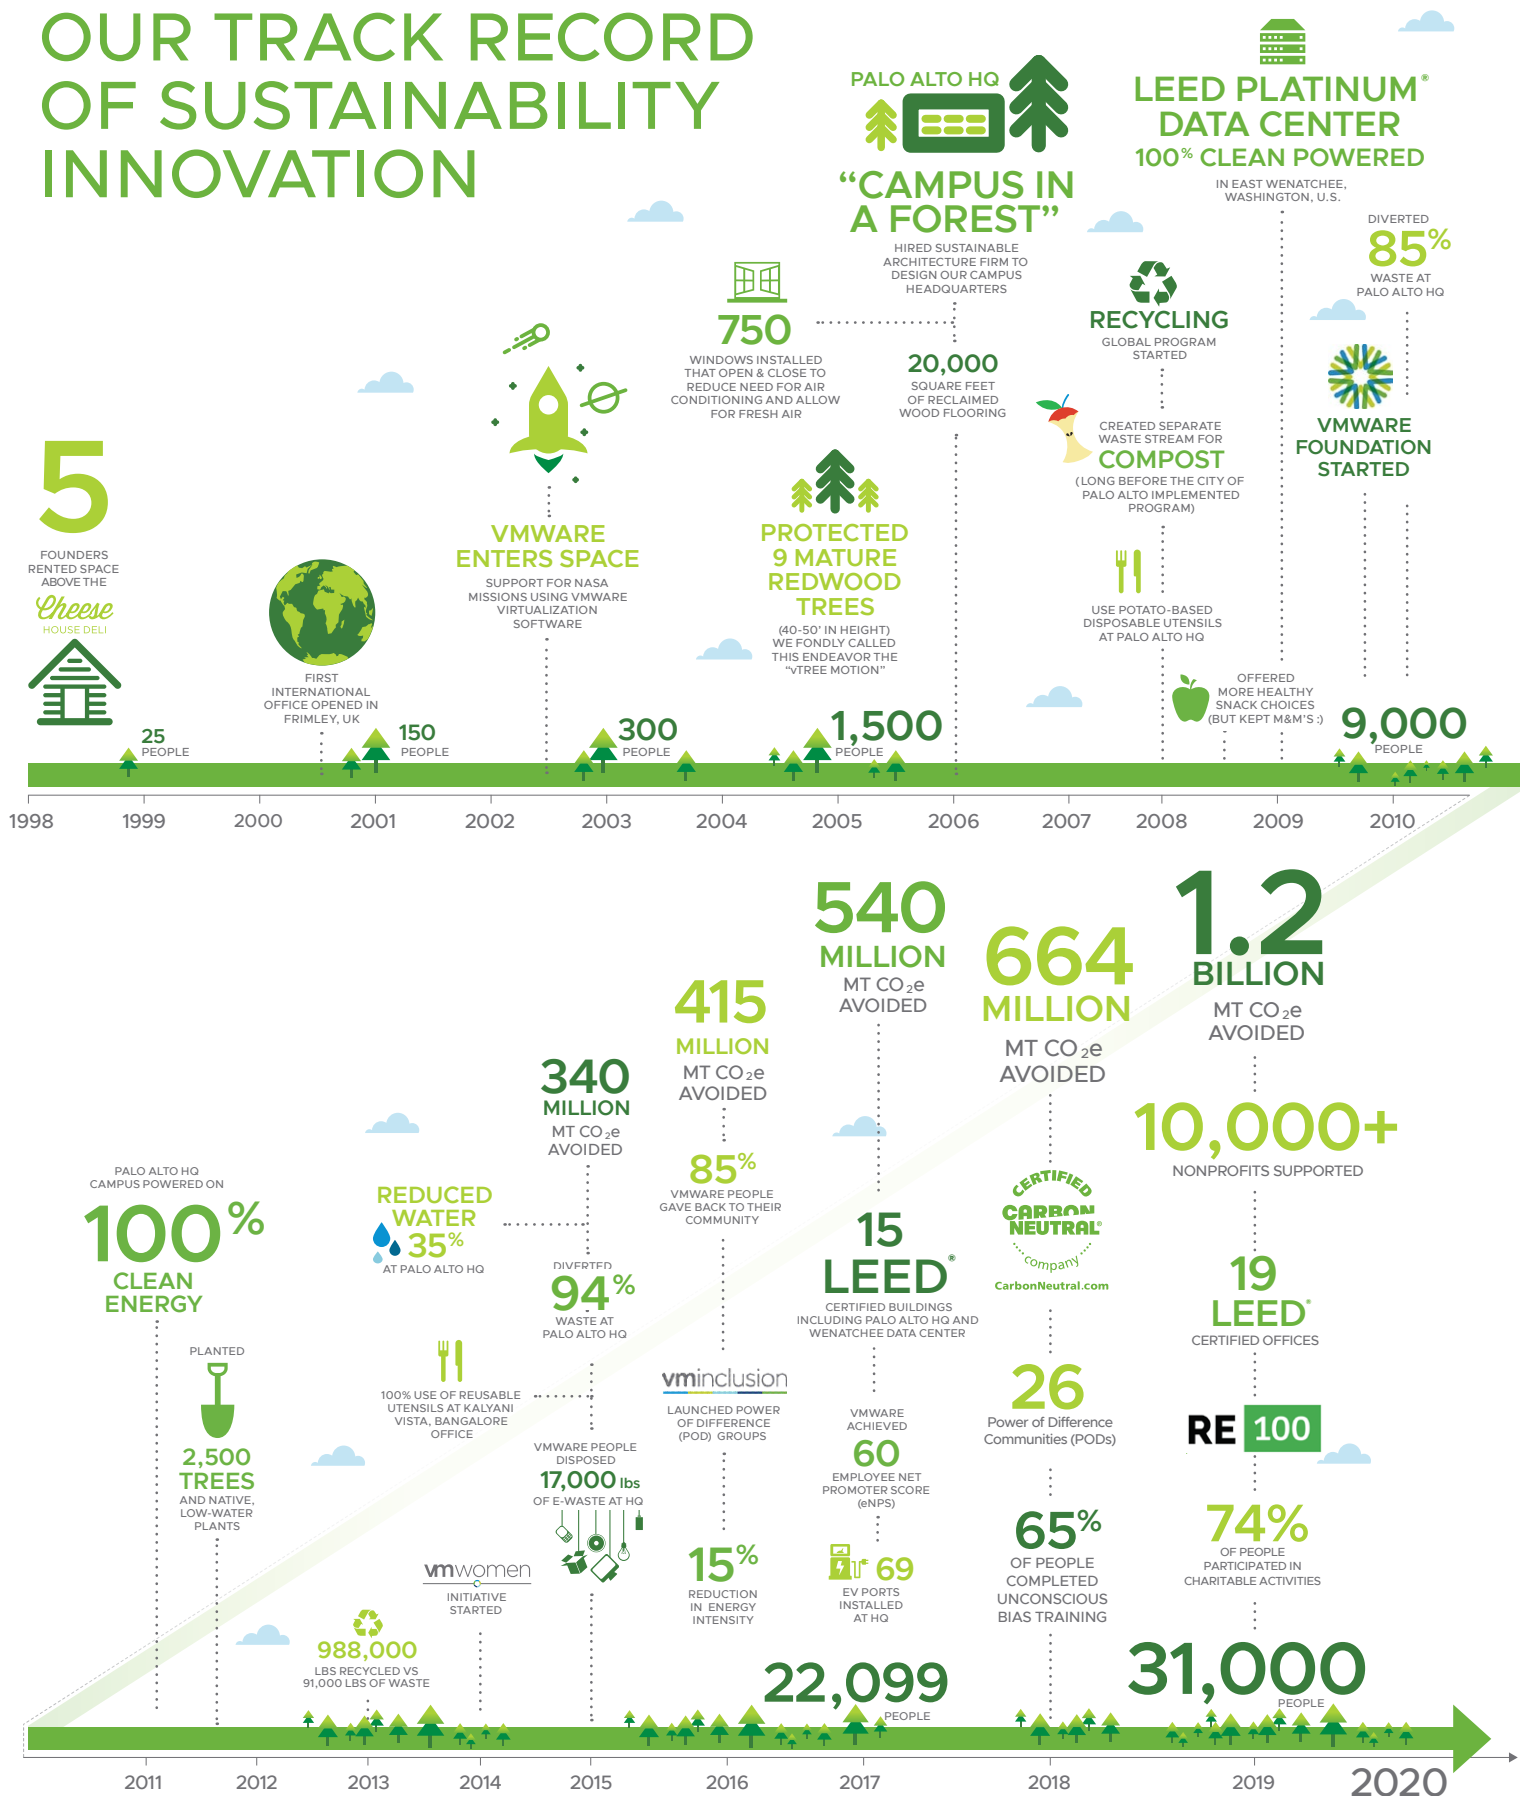 OUR TRACK RECORD
OF SUSTAINABILITY
INNOVATION
5
FOUNDERS
RENTED SPACE
ABOVE THE
Cheese
HOUSE DELI
25
PEOPLE
FIRST
INTERNATIONAL
OFFICE OPENED IN
FRIMLEY, UK
150
PEOPLE
VMWARE
ENTERS SPACE
SUPPORT FOR NASA
MISSIONS USING VMWARE
VIRTUALIZATION
SOFTWARE
300
PEOPLE
750
WINDOWS INSTALLED
THAT OPEN & CLOSE TO
REDUCE NEED FOR AIR
CONDITIONING AND ALLOW
FOR FRESH AIR
PROTECTED
9 MATURE
REDWOOD
TREES
(40-50' IN HEIGHT)
WE FONDLY CALLED
THIS ENDEAVOR THE
“vTREE MOTION”
1,500
PEOPLE
PALO ALTO HQ
“CAMPUS IN
A FOREST”
HIRED SUSTAINABLE
ARCHITECTURE FIRM TO
DESIGN OUR CAMPUS
HEADQUARTERS
20,000
SQUARE FEET
OF RECLAIMED
WOOD FLOORING
RECYCLING
GLOBAL PROGRAM
STARTED
CREATED SEPARATE
WASTE STREAM FOR
COMPOST
(LONG BEFORE THE CITY OF
PALO ALTO IMPLEMENTED
PROGRAM)
USE POTATO-BASED
DISPOSABLE UTENSILS
AT PALO ALTO HQ
OFFERED
MORE HEALTHY
SNACK CHOICES
(BUT KEPT M&M'S :)
LEED PLATINUM®
DATA CENTER
100% CLEAN POWERED
IN EAST WENATCHEE,
WASHINGTON, U.S.
DIVERTED
85%
WASTE AT
PALO ALTO HQ
VMWARE
FOUNDATION
STARTED
9,000
PEOPLE
1998 1999 2000 2001 2002 2003 2004 2005 2006 2007 2008 2009 2010
PALO ALTO HQ
CAMPUS POWERED ON
100%
CLEAN
ENERGY
PLANTED
2,500
TREES
AND NATIVE,
LOW-WATER
PLANTS
988,000
LBS RECYCLED VS
91,000 LBS OF WASTE
REDUCED
WATER
35%
AT PALO ALTO HQ
100% USE OF REUSABLE
UTENSILS AT KALYANI
VISTA, BANGALORE
OFFICE
vmwomen
INITIATIVE
STARTED
340
MILLION
MT CO₂e
AVOIDED
DIVERTED
94%
WASTE AT
PALO ALTO HQ
VMWARE PEOPLE
DISPOSED
17,000 lbs
OF E-WASTE AT HQ
415
MILLION
MT CO₂e
AVOIDED
85%
VMWARE PEOPLE
GAVE BACK TO THEIR
COMMUNITY
vminclusion
LAUNCHED POWER
OF DIFFERENCE
(POD) GROUPS
15%
REDUCTION
IN ENERGY
INTENSITY
540
MILLION
MT CO₂e
AVOIDED
15
LEED®
CERTIFIED BUILDINGS
INCLUDING PALO ALTO HQ AND
WENATCHEE DATA CENTER
VMWARE
ACHIEVED
60
EMPLOYEE NET
PROMOTER SCORE
(eNPS)
69
EV PORTS
INSTALLED
AT HQ
22,099
PEOPLE
664
MILLION
MT CO₂e
AVOIDED
CERTIFIED
CARBON
NEUTRAL®
company
CarbonNeutral.com
26
Power of Difference
Communities (PODs)
65%
OF PEOPLE
COMPLETED
UNCONSCIOUS
BIAS TRAINING
1.2
BILLION
MT CO₂e
AVOIDED
10,000+
NONPROFITS SUPPORTED
19
LEED®
CERTIFIED OFFICES
RE 100
74%
OF PEOPLE
PARTICIPATED IN
CHARITABLE ACTIVITIES
31,000
PEOPLE
2011 2012 2013 2014 2015 2016 2017 2018 2019 2020